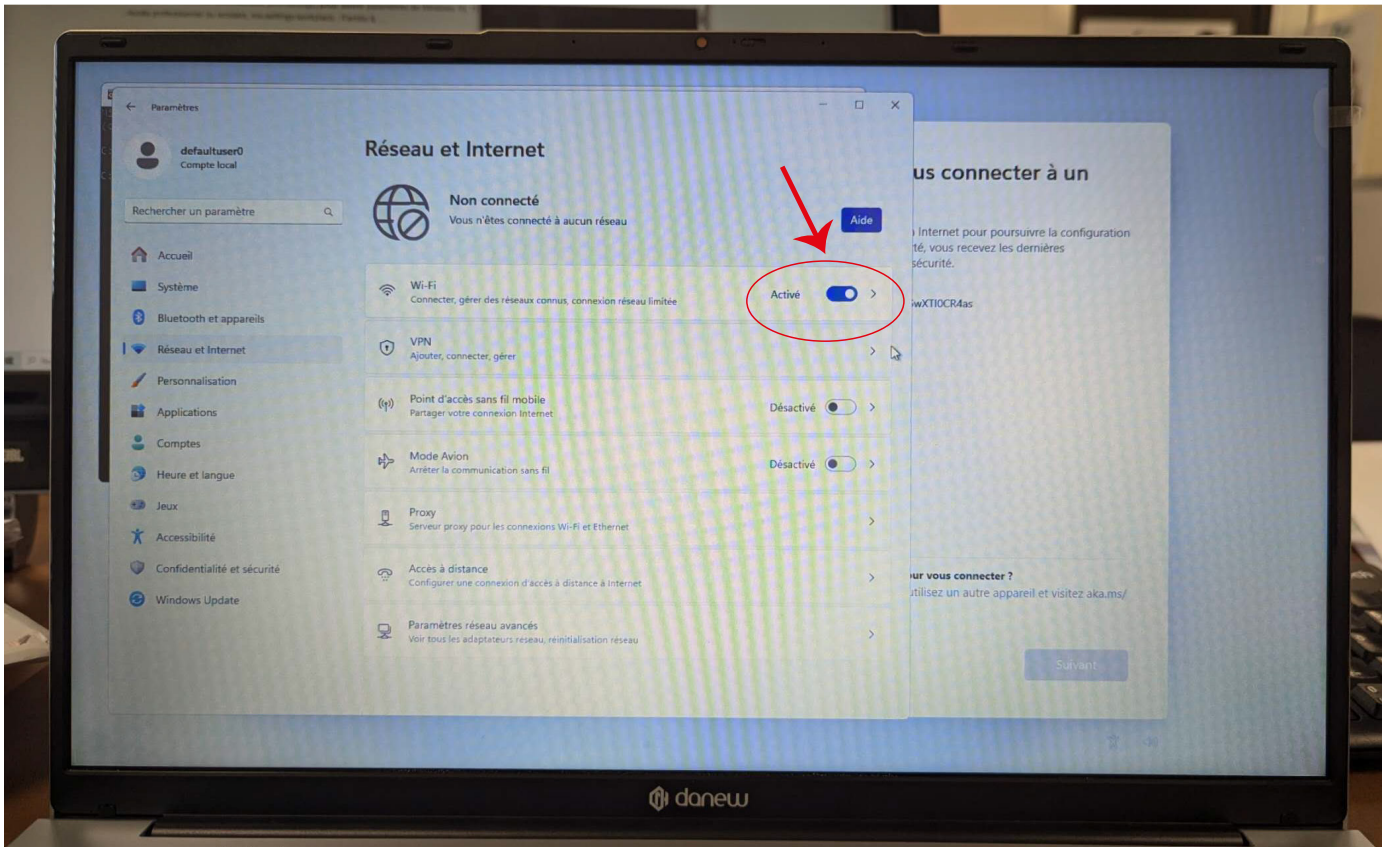 Paramètres
defaultuser0
Compte local
Rechercher un paramètre
Accueil
Système
Bluetooth et appareils
Réseau et Internet
Personnalisation
Applications
Comptes
Heure et langue
Jeux
Accessibilité
Confidentialité et sécurité
Windows Update
Réseau et Internet
Non connecté
Vous n'êtes connecté à aucun réseau
Aide
Wi-Fi
Connecter, gérer des réseaux connus, connexion réseau limitée
Activé
VPN
Ajouter, connecter, gérer
Point d'accès sans fil mobile
Partager votre connexion Internet
Désactivé
Mode Avion
Arrêter la communication sans fil
Désactivé
Proxy
Serveur proxy pour les connexions Wi-Fi et Ethernet
Accès à distance
Configurer une connexion d'accès à distance à Internet
Paramètres réseau avancés
Voir tous les adaptateurs réseau, réinitialisation réseau
us connecter à un
Internet pour poursuivre la configuration
té, vous recevez les dernières
sécurité.
wXTI0CR4as
ur vous connecter ?
utilisez un autre appareil et visitez aka.ms/
Suivant
danew